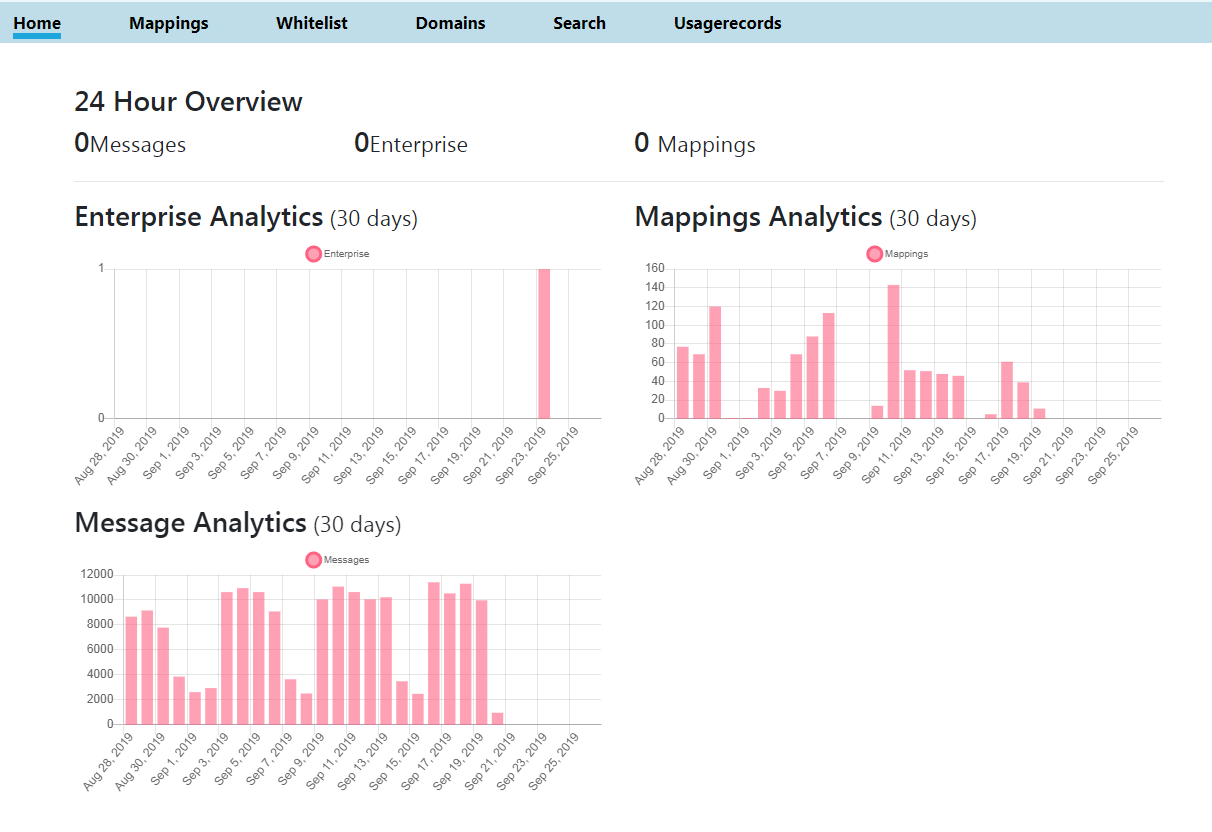 Home Mappings Whitelist Domains Search Usagerecords
24 Hour Overview
0Messages 0Enterprise 0 Mappings
Enterprise Analytics (30 days)
Enterprise
1
0
Aug 28, 2019 Aug 30, 2019 Sep 1, 2019 Sep 3, 2019 Sep 5, 2019 Sep 7, 2019 Sep 9, 2019 Sep 11, 2019 Sep 13, 2019 Sep 15, 2019 Sep 17, 2019 Sep 19, 2019 Sep 21, 2019 Sep 23, 2019 Sep 25, 2019
Mappings Analytics (30 days)
Mappings
160
140
120
100
80
60
40
20
0
Aug 28, 2019 Aug 30, 2019 Sep 1, 2019 Sep 3, 2019 Sep 5, 2019 Sep 7, 2019 Sep 9, 2019 Sep 11, 2019 Sep 13, 2019 Sep 15, 2019 Sep 17, 2019 Sep 19, 2019 Sep 21, 2019 Sep 23, 2019 Sep 25, 2019
Message Analytics (30 days)
Messages
12000
10000
8000
6000
4000
2000
0
Aug 28, 2019 Aug 30, 2019 Sep 1, 2019 Sep 3, 2019 Sep 5, 2019 Sep 7, 2019 Sep 9, 2019 Sep 11, 2019 Sep 13, 2019 Sep 15, 2019 Sep 17, 2019 Sep 19, 2019 Sep 21, 2019 Sep 23, 2019 Sep 25, 2019